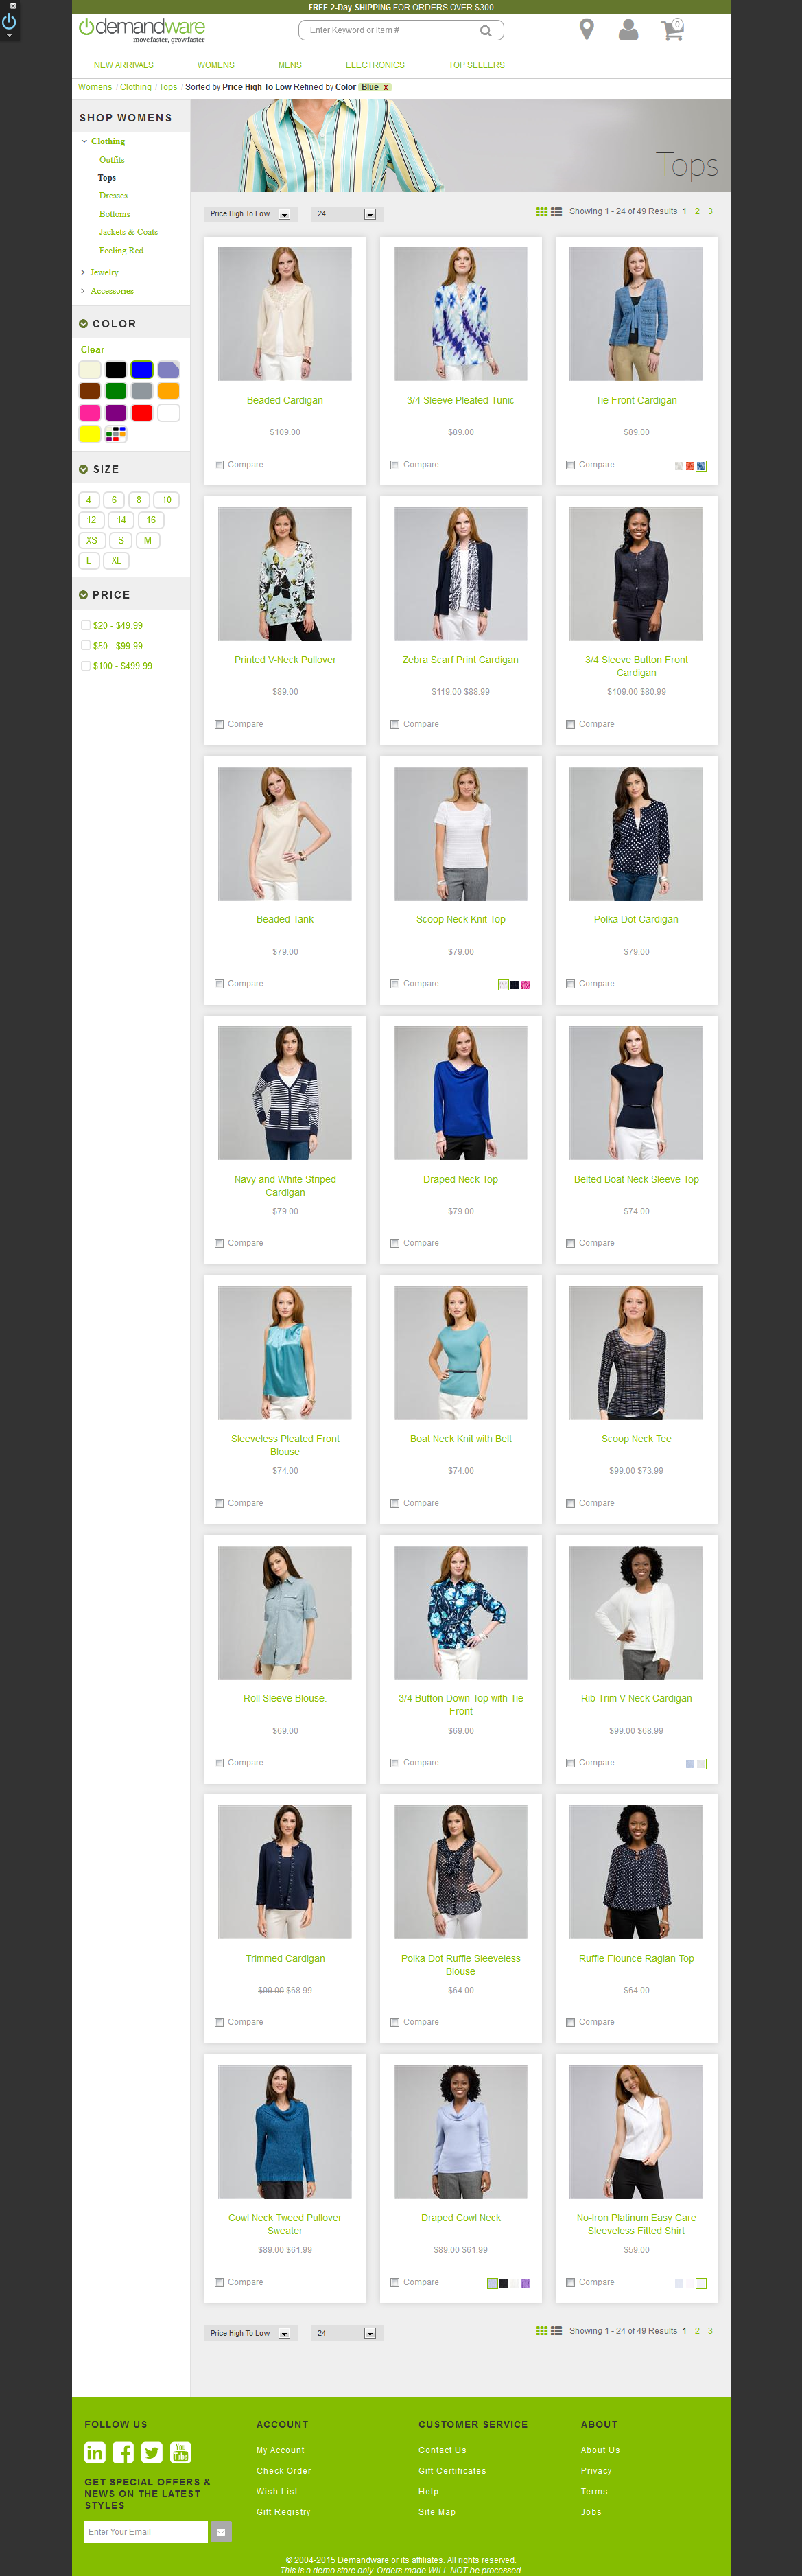 FREE 2-Day SHIPPING FOR ORDERS OVER $300
demandware
move faster, grow faster
Enter Keyword or Item #
0
NEW ARRIVALS WOMENS MENS ELECTRONICS TOP SELLERS
Womens / Clothing / Tops / Sorted by Price High To Low Refined by Color Blue x
SHOP WOMENS
Clothing
Outfits
Tops
Dresses
Bottoms
Jackets & Coats
Feeling Red
Jewelry
Accessories
COLOR
Clear
SIZE
4 6 8 10
12 14 16
XS S M
L XL
PRICE
$20 - $49.99
$50 - $99.99
$100 - $499.99
Tops
Price High To Low 24 Showing 1 - 24 of 49 Results 1 2 3
Beaded Cardigan
$109.00
Compare
3/4 Sleeve Pleated Tunic
$89.00
Compare
Tie Front Cardigan
$89.00
Compare
Printed V-Neck Pullover
$89.00
Compare
Zebra Scarf Print Cardigan
$119.00 $88.99
Compare
3/4 Sleeve Button Front
Cardigan
$109.00 $80.99
Compare
Beaded Tank
$79.00
Compare
Scoop Neck Knit Top
$79.00
Compare
Polka Dot Cardigan
$79.00
Compare
Navy and White Striped
Cardigan
$79.00
Compare
Draped Neck Top
$79.00
Compare
Belted Boat Neck Sleeve Top
$74.00
Compare
Sleeveless Pleated Front
Blouse
$74.00
Compare
Boat Neck Knit with Belt
$74.00
Compare
Scoop Neck Tee
$99.00 $73.99
Compare
Roll Sleeve Blouse.
$69.00
Compare
3/4 Button Down Top with Tie
Front
$69.00
Compare
Rib Trim V-Neck Cardigan
$99.00 $68.99
Compare
Trimmed Cardigan
$99.00 $68.99
Compare
Polka Dot Ruffle Sleeveless
Blouse
$64.00
Compare
Ruffle Flounce Raglan Top
$64.00
Compare
Cowl Neck Tweed Pullover
Sweater
$89.00 $61.99
Compare
Draped Cowl Neck
$89.00 $61.99
Compare
No-Iron Platinum Easy Care
Sleeveless Fitted Shirt
$59.00
Compare
Price High To Low 24 Showing 1 - 24 of 49 Results 1 2 3
FOLLOW US
in
You
Tube
GET SPECIAL OFFERS &
NEWS ON THE LATEST
STYLES
Enter Your Email
ACCOUNT
My Account
Check Order
Wish List
Gift Registry
CUSTOMER SERVICE
Contact Us
Gift Certificates
Help
Site Map
ABOUT
About Us
Privacy
Terms
Jobs
© 2004-2015 Demandware or its affiliates. All rights reserved.
This is a demo store only. Orders made WILL NOT be processed.